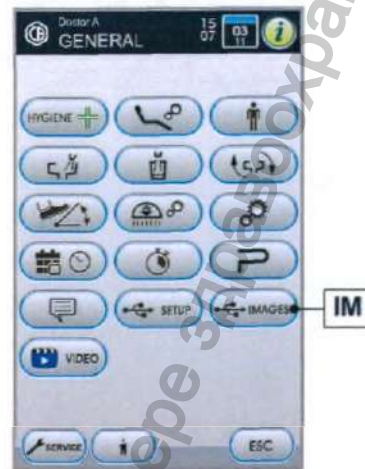 Doctor A
GENERAL
15
07
03
11
i
HYGIENE
SETUP
IMAGES
IM
VIDEO
SERVICE
ESC